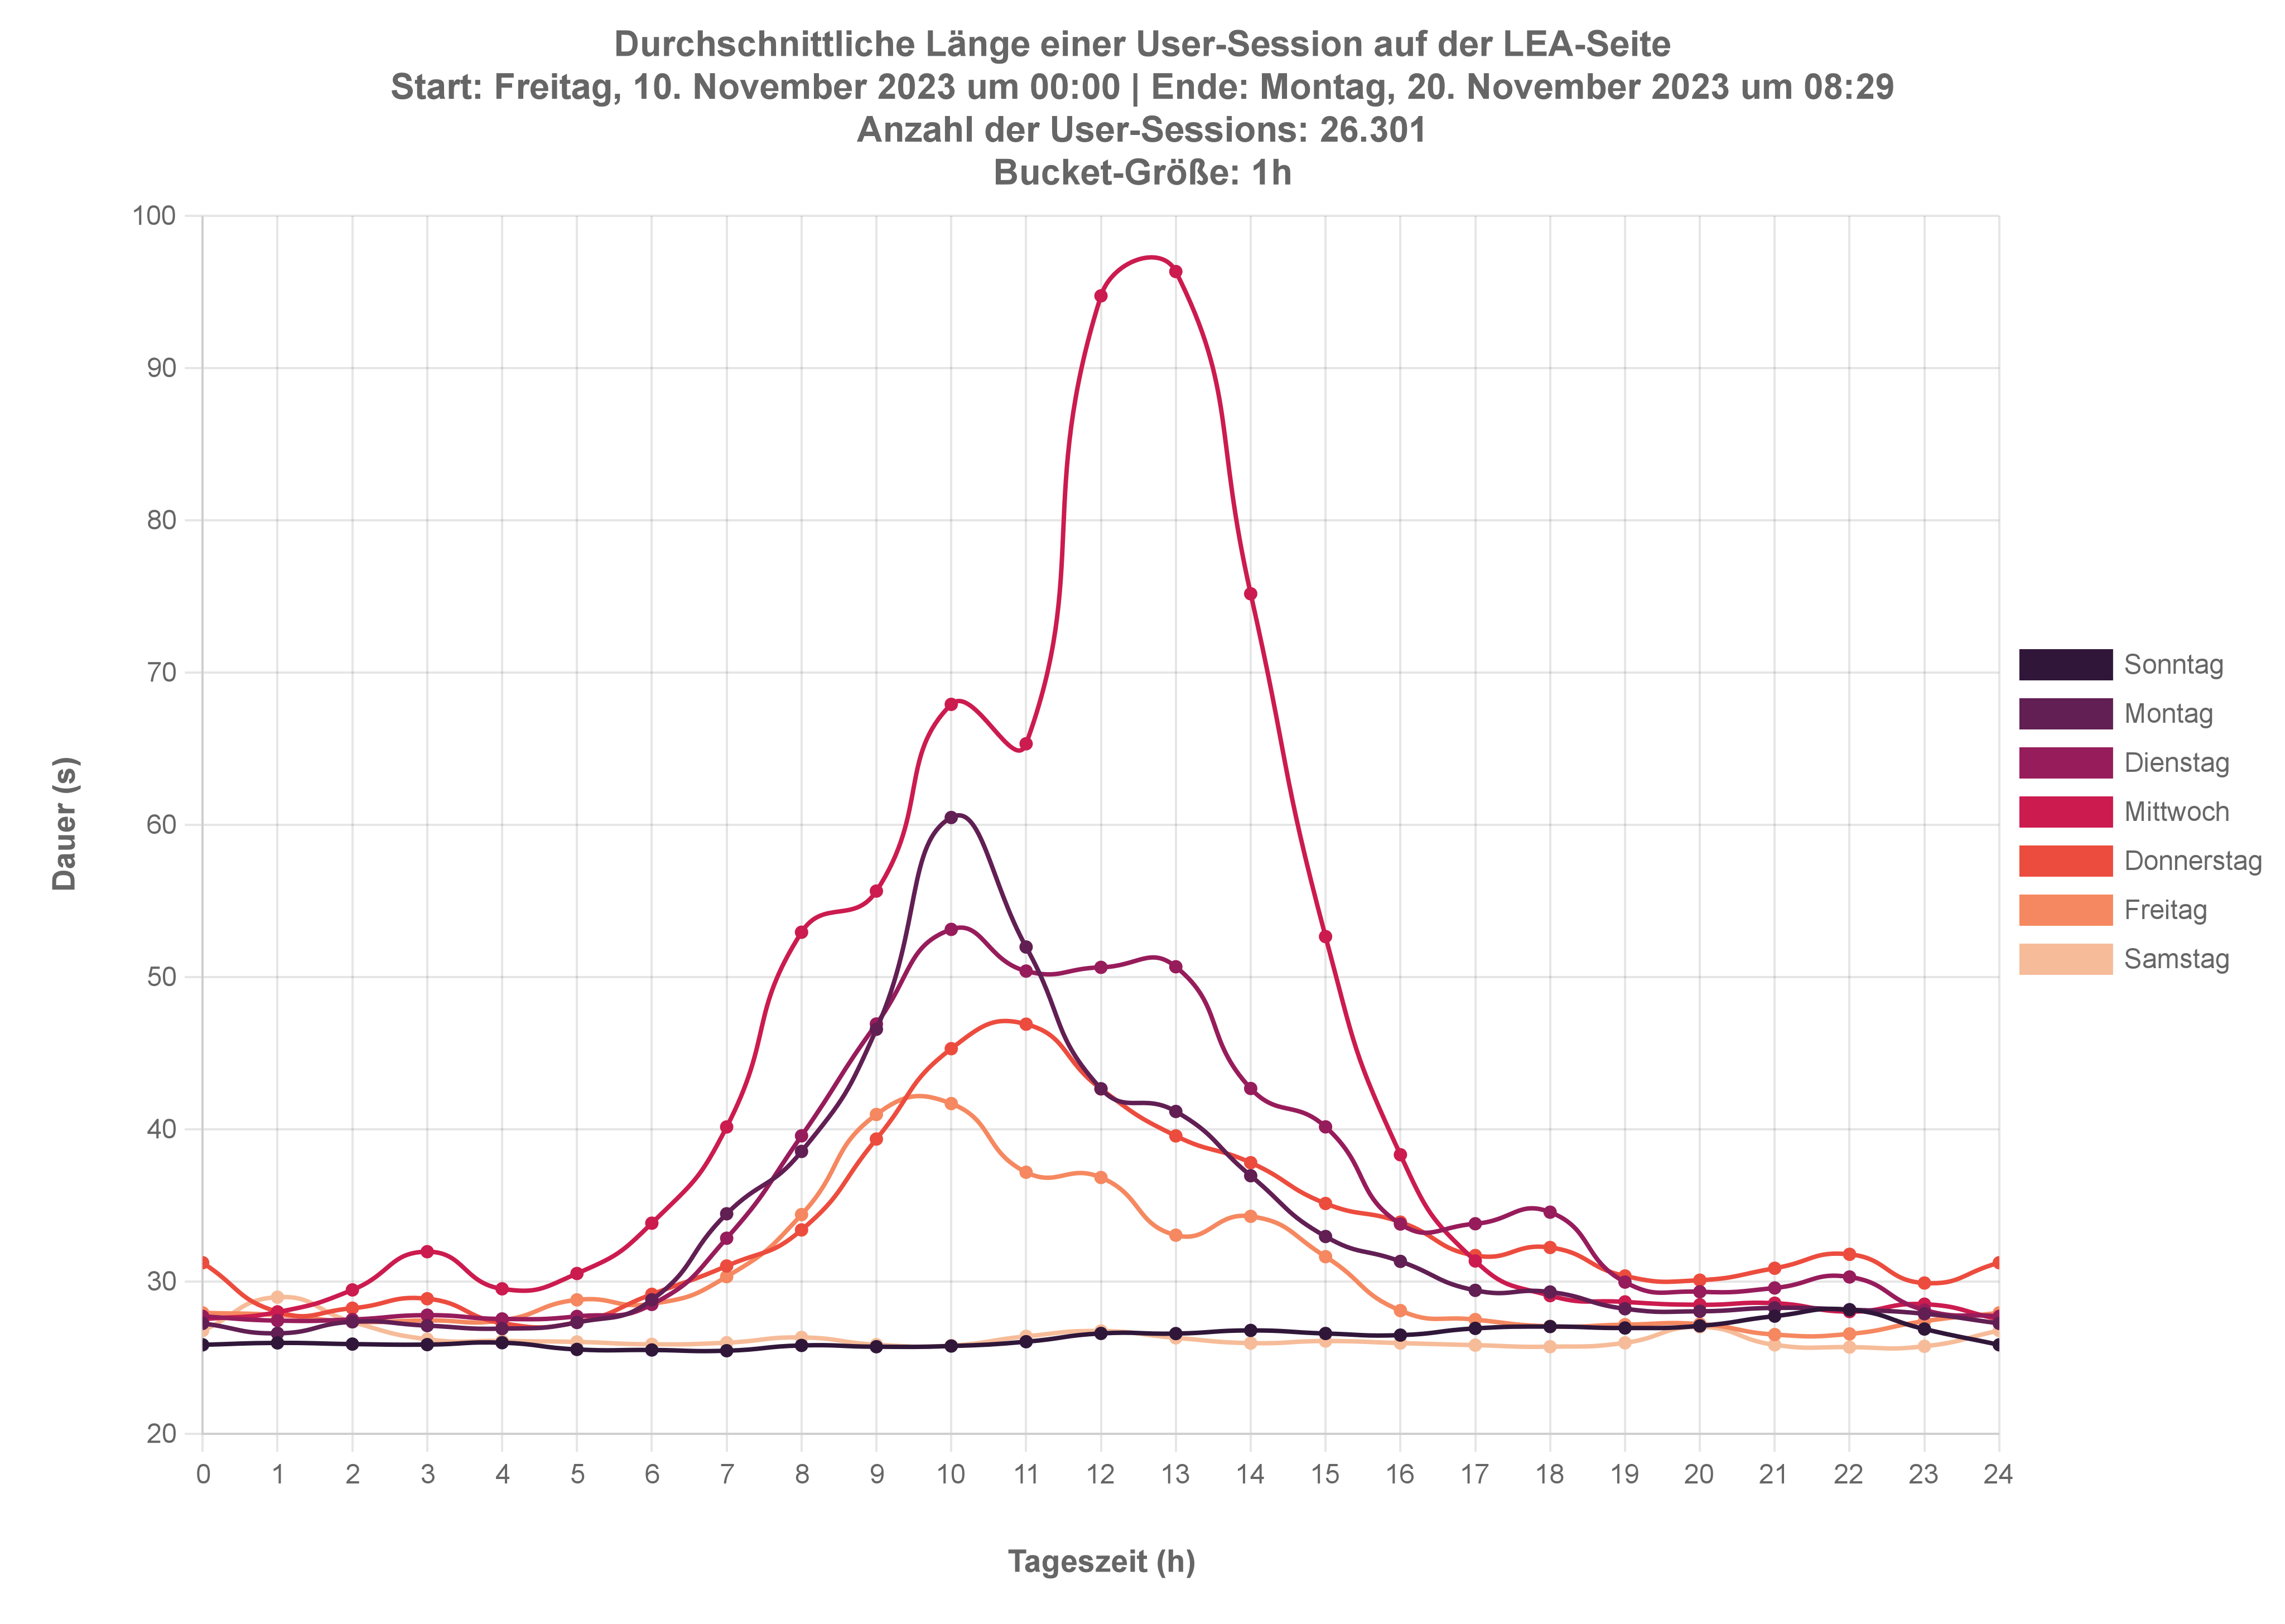 Durchschnittliche Länge einer User-Session auf der LEA-Seite
Start: Freitag, 10. November 2023 um 00:00 | Ende: Montag, 20. November 2023 um 08:29
Anzahl der User-Sessions: 26.301
Bucket-Größe: 1h
100
90
80
70
60
50
40
30
20
Dauer (s)
0 1 2 3 4 5 6 7 8 9 10 11 12 13 14 15 16 17 18 19 20 21 22 23 24
Tageszeit (h)
Sonntag
Montag
Dienstag
Mittwoch
Donnerstag
Freitag
Samstag